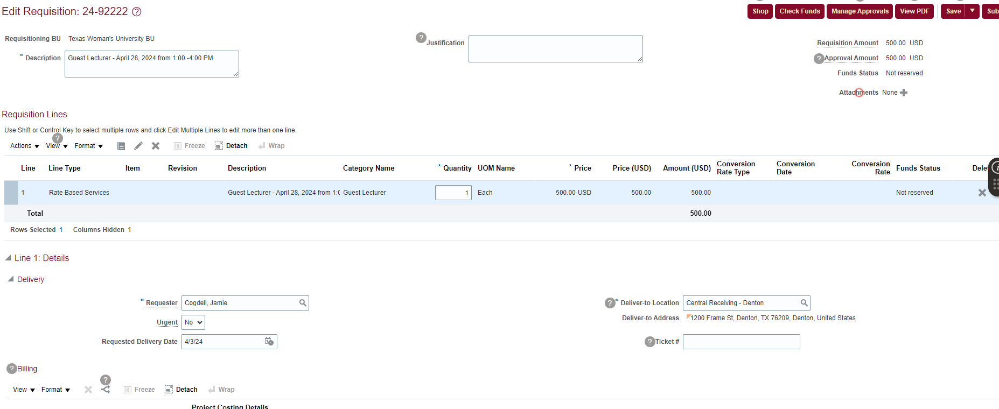 Edit Requisition: 24-92222 ?
Shop Check Funds Manage Approvals View PDF Save Sub
Requisitioning BU Texas Woman's University BU
* Description Guest Lecturer - April 28, 2024 from 1:00 -4:00 PM
? Justification
Requisition Amount 500.00 USD
? Approval Amount 500.00 USD
Funds Status Not reserved
Attachments None
Requisition Lines
Use Shift or Control Key to select multiple rows and click Edit Multiple Lines to edit more than one line.
?
Actions View Format Freeze Detach Wrap
Line Line Type Item Revision Description Category Name * Quantity UOM Name * Price Price (USD) Amount (USD) Conversion Rate Type Conversion Date Conversion Rate Funds Status Delet
1 Rate Based Services Guest Lecturer - April 28, 2024 from 1:0 Guest Lecturer 1 Each 500.00 USD 500.00 500.00 Not reserved
Total 500.00
Rows Selected 1 Columns Hidden 1
Line 1: Details
Delivery
* Requester Cogdell, Jamie
Urgent No
Requested Delivery Date 4/3/24
? * Deliver-to Location Central Receiving - Denton
Deliver-to Address 1200 Frame St, Denton, TX 76209, Denton, United States
? Ticket #
? Billing
?
View Format Freeze Detach Wrap
Project Costing Details